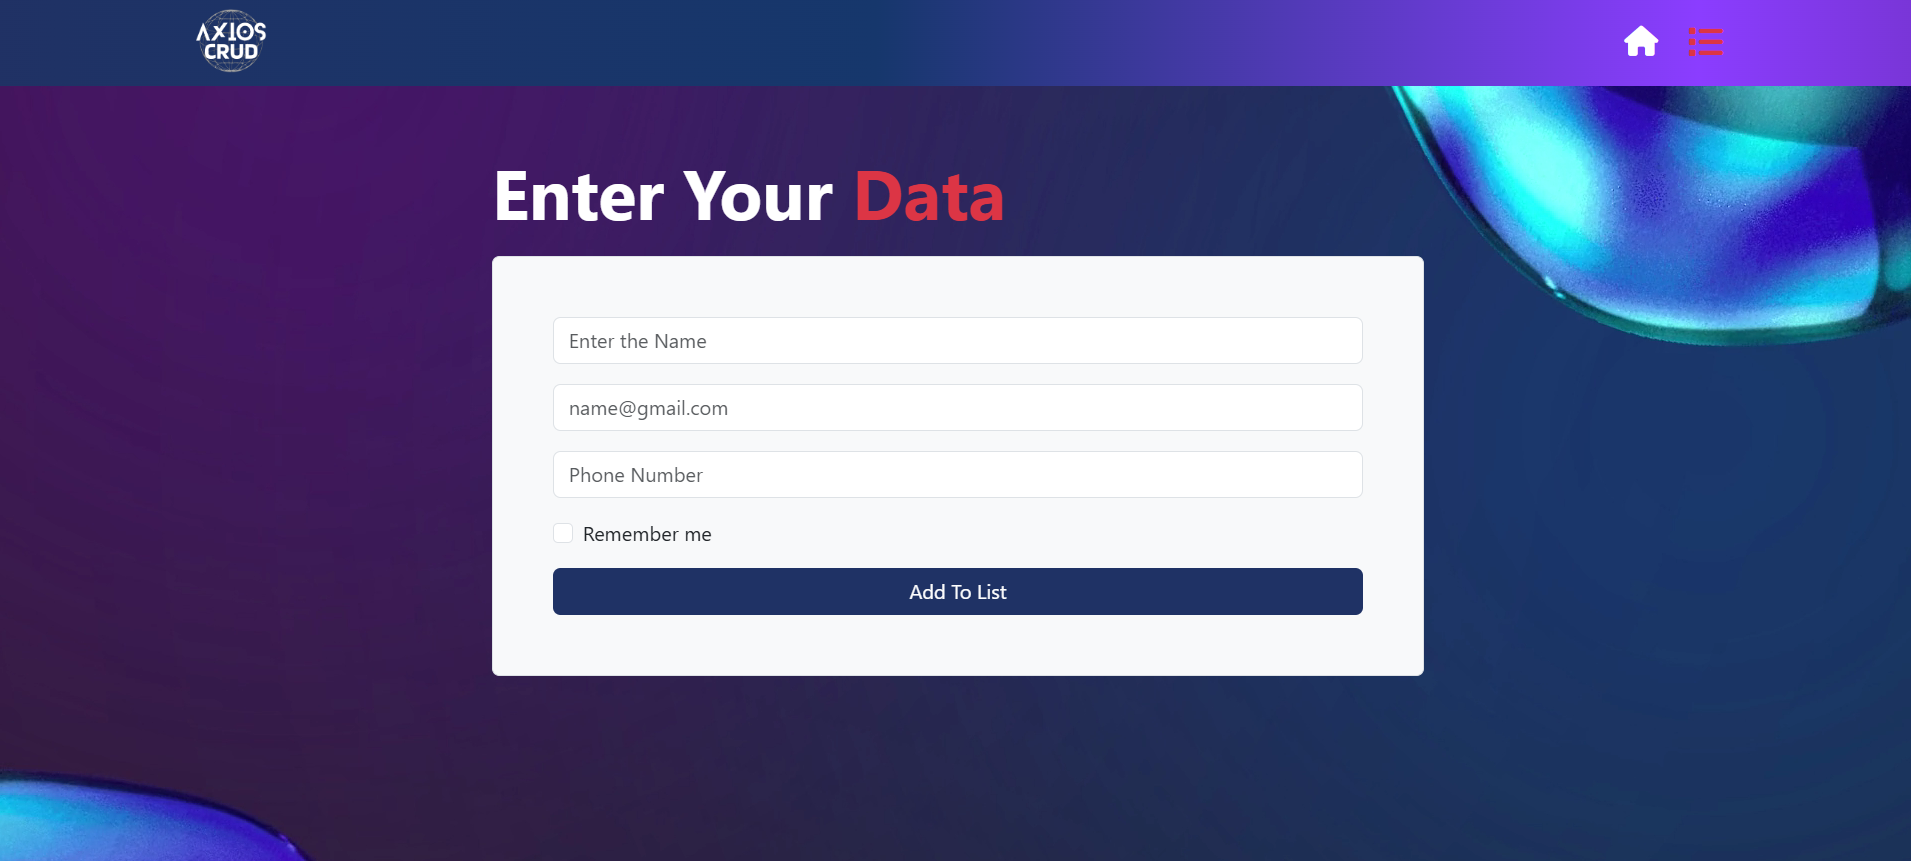 AXIOS
CRUD
Enter Your Data
Enter the Name
name@gmail.com
Phone Number
Remember me
Add To List